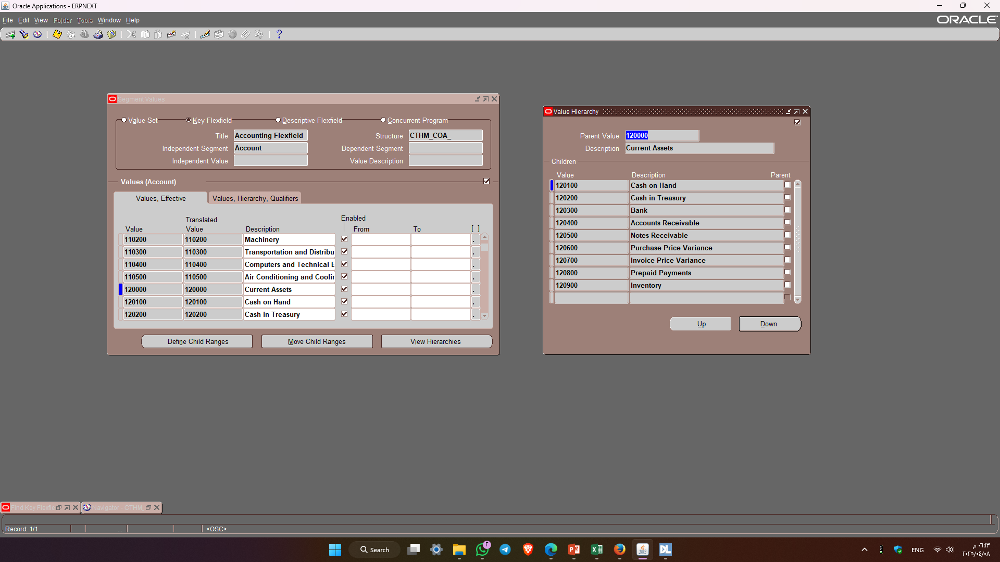 Oracle Applications - ERPNEXT
File Edit View Folder Tools Window Help
ORACLE
Segment Values
Value Set Key Flexfield Descriptive Flexfield Concurrent Program
Title Accounting Flexfield Structure CTHM_COA_
Independent Segment Account Dependent Segment
Independent Value Value Description
Values (Account)
Values, Effective Values, Hierarchy, Qualifiers
Translated Enabled
Value Value Description From To [ ]
110200 110200 Machinery .
110300 110300 Transportation and Distribu .
110400 110400 Computers and Technical E .
110500 110500 Air Conditioning and Coolin .
120000 120000 Current Assets .
120100 120100 Cash on Hand .
120200 120200 Cash in Treasury .
Define Child Ranges Move Child Ranges View Hierarchies
Value Hierarchy
Parent Value 120000
Description Current Assets
Children
Value Description Parent
120100 Cash on Hand
120200 Cash in Treasury
120300 Bank
120400 Accounts Receivable
120500 Notes Receivable
120600 Purchase Price Variance
120700 Invoice Price Variance
120800 Prepaid Payments
120900 Inventory
Up Down
Find Key Flexfie Navigator - CTHM_
Record: 1/1 ... <OSC>
Search ٢ ENG ٠٦:١٣ م
٢٠٢٥/٠٤/٠٨